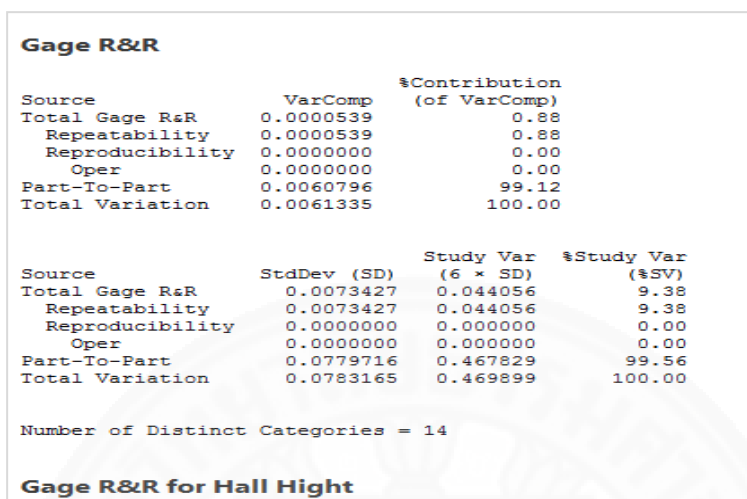 Gage R&R
%Contribution
Source VarComp (of VarComp)
Total Gage R&R 0.0000539 0.88
Repeatability 0.0000539 0.88
Reproducibility 0.0000000 0.00
Oper 0.0000000 0.00
Part-To-Part 0.0060796 99.12
Total Variation 0.0061335 100.00
Study Var %Study Var
Source StdDev (SD) (6 × SD) (%SV)
Total Gage R&R 0.0073427 0.044056 9.38
Repeatability 0.0073427 0.044056 9.38
Reproducibility 0.0000000 0.000000 0.00
Oper 0.0000000 0.000000 0.00
Part-To-Part 0.0779716 0.467829 99.56
Total Variation 0.0783165 0.469899 100.00
Number of Distinct Categories = 14
Gage R&R for Hall Hight